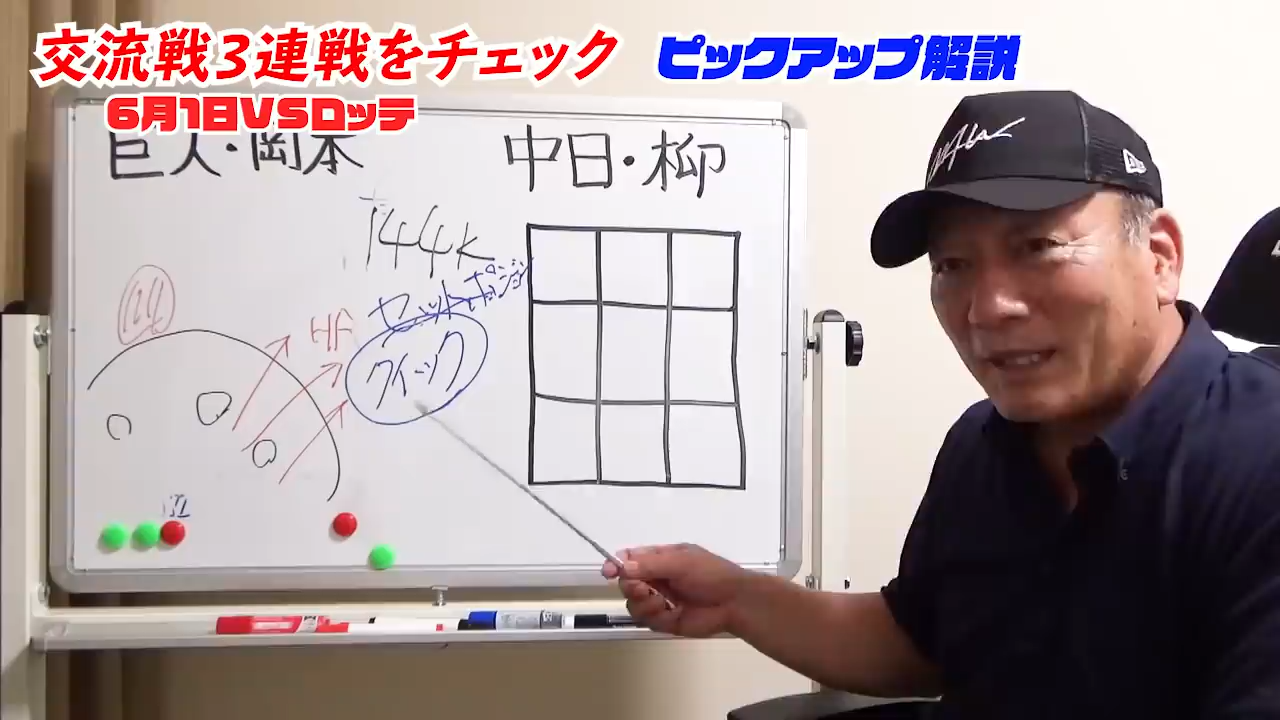 交流戦3連戦をチェック ピックアップ解説
6月1日VSロッテ
巨人・岡本 中日・柳
144k
セットポジション
HF
クイック